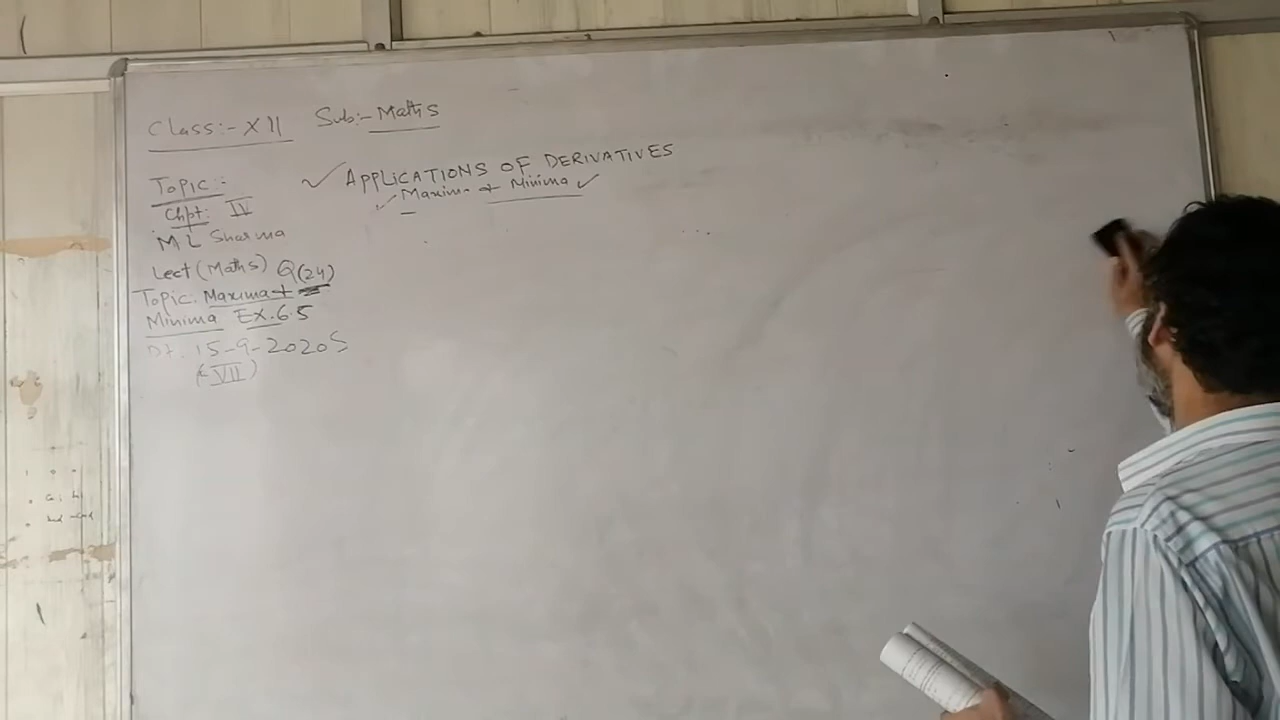 Class:- XII Sub:- Maths
Topic:-
✓ APPLICATIONS OF DERIVATIVES
✓ Maxima + Minima ✓
Chpt: IV
M L Sharma
Lect (Maths) Q(24)
Topic: Maxima +
Minima EX. 6.5
Dt. 15-9-2020
(VII)